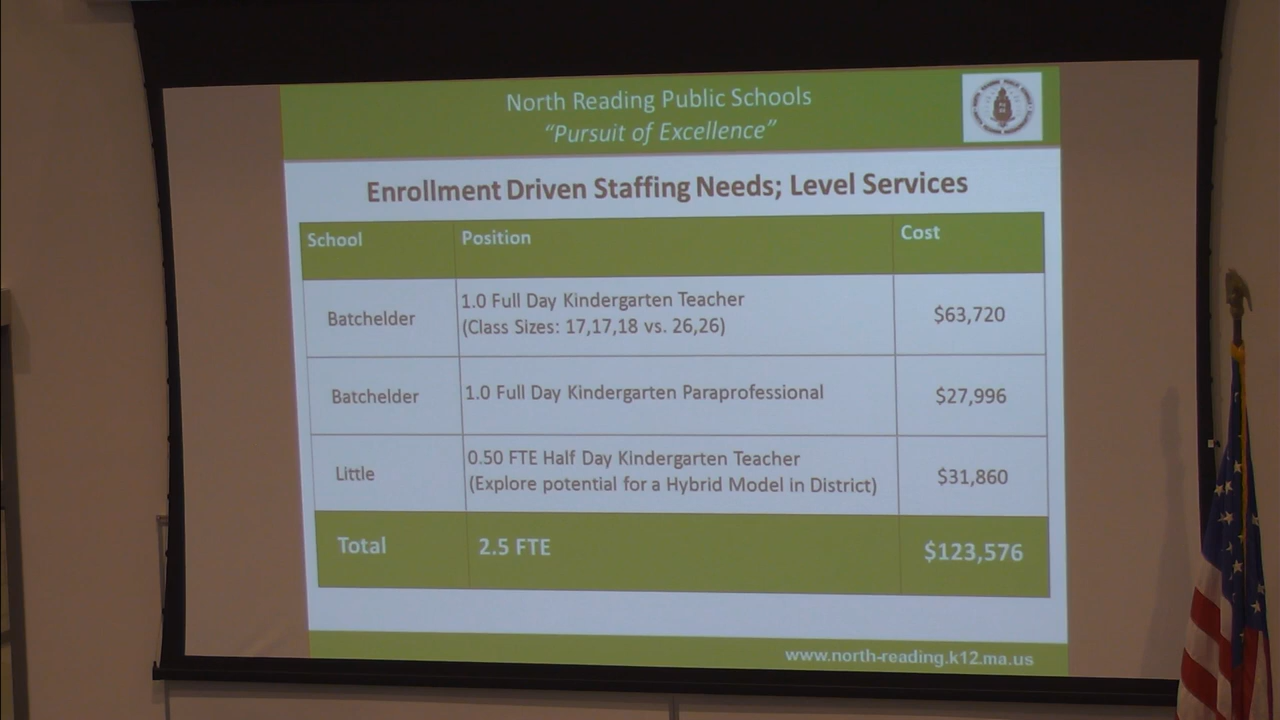 North Reading Public Schools
"Pursuit of Excellence"
Enrollment Driven Staffing Needs; Level Services
School Position Cost
Batchelder 1.0 Full Day Kindergarten Teacher $63,720
(Class Sizes: 17,17,18 vs. 26,26)
Batchelder 1.0 Full Day Kindergarten Paraprofessional $27,996
Little 0.50 FTE Half Day Kindergarten Teacher $31,860
(Explore potential for a Hybrid Model in District)
Total 2.5 FTE $123,576
www.north-reading.k12.ma.us